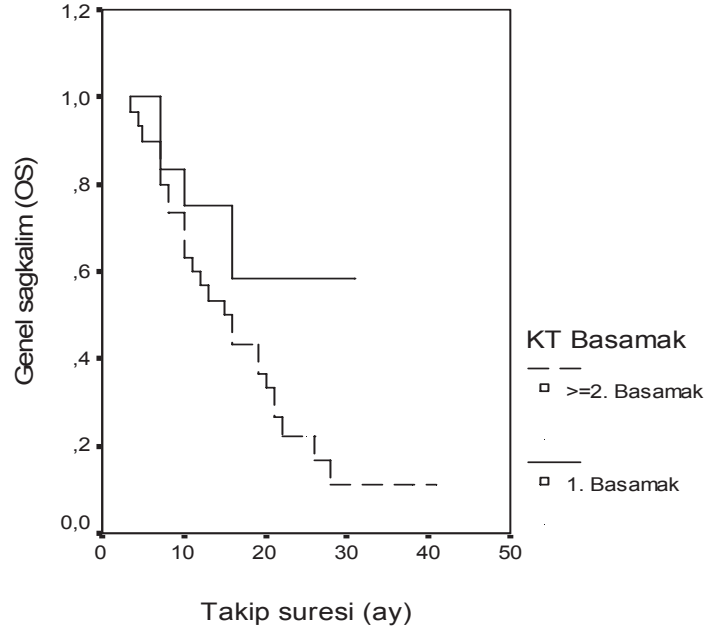 1,2
1,0
,8
,6
,4
,2
0,0
Genel sagkalim (OS)
0
10
20
30
40
50
Takip suresi (ay)
KT Basamak
>=2. Basamak
1. Basamak